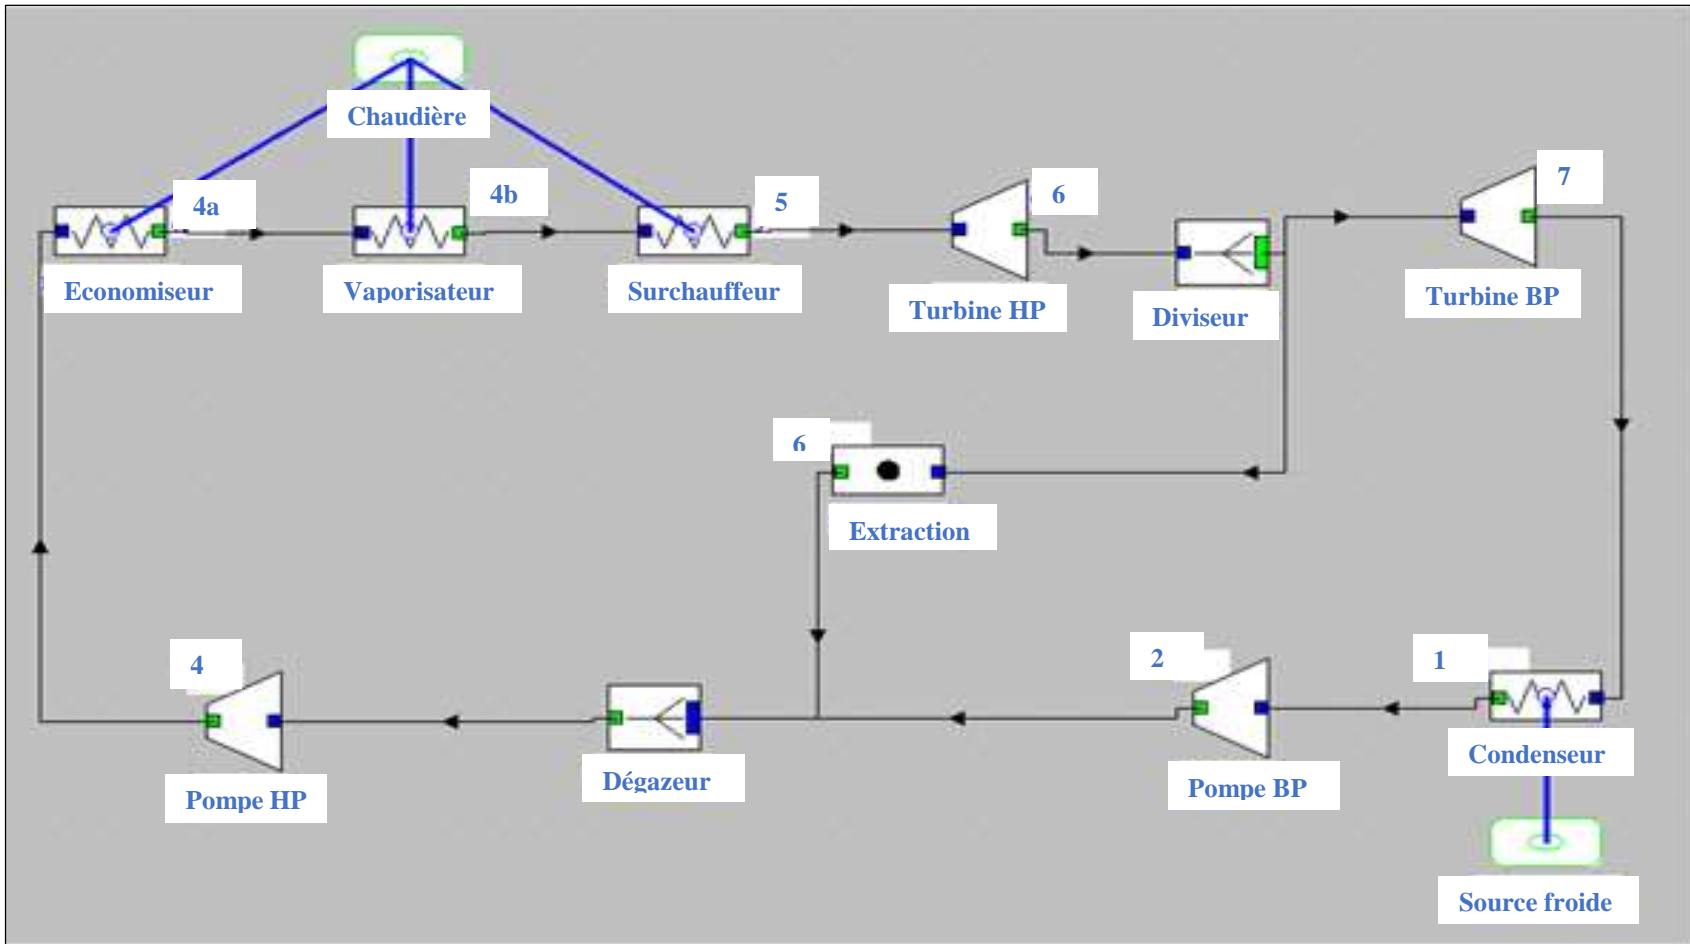 Chaudière
4a
4b
5
6
7
Economiseur
Vaporisateur
Surchauffeur
Turbine HP
Diviseur
Turbine BP
6
Extraction
4
2
1
Pompe HP
Dégazeur
Pompe BP
Condenseur
Source froide